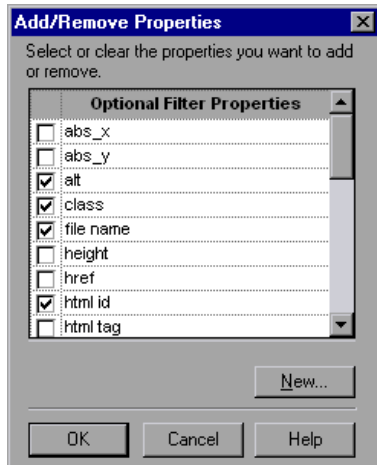 Add/Remove Properties
Select or clear the properties you want to add
or remove.
Optional Filter Properties
abs_x
abs_y
alt
class
file name
height
href
html id
html tag
New...
OK Cancel Help